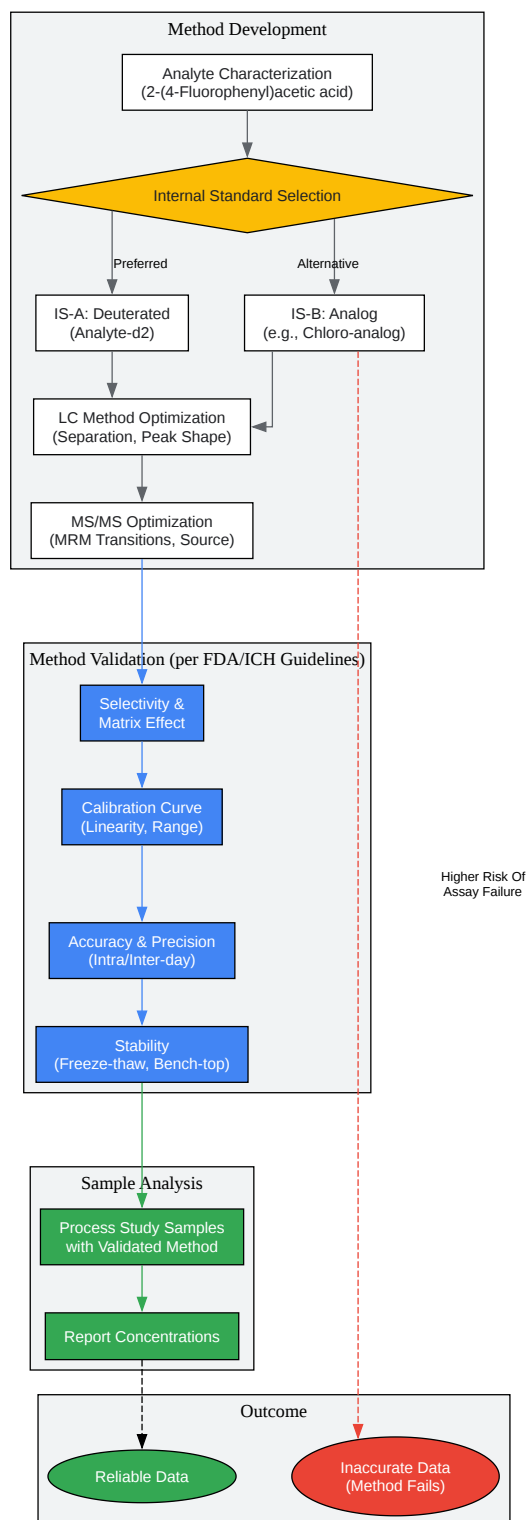 Method Development
Analyte Characterization
(2-(4-Fluorophenyl)acetic acid)
Internal Standard Selection
Preferred
Alternative
IS-A: Deuterated
(Analyte-d2)
IS-B: Analog
(e.g., Chloro-analog)
LC Method Optimization
(Separation, Peak Shape)
MS/MS Optimization
(MRM Transitions, Source)
Method Validation (per FDA/ICH Guidelines)
Selectivity &
Matrix Effect
Calibration Curve
(Linearity, Range)
Higher Risk Of
Assay Failure
Accuracy & Precision
(Intra/Inter-day)
Stability
(Freeze-thaw, Bench-top)
Sample Analysis
Process Study Samples
with Validated Method
Report Concentrations
Outcome
Reliable Data
Inaccurate Data
(Method Fails)